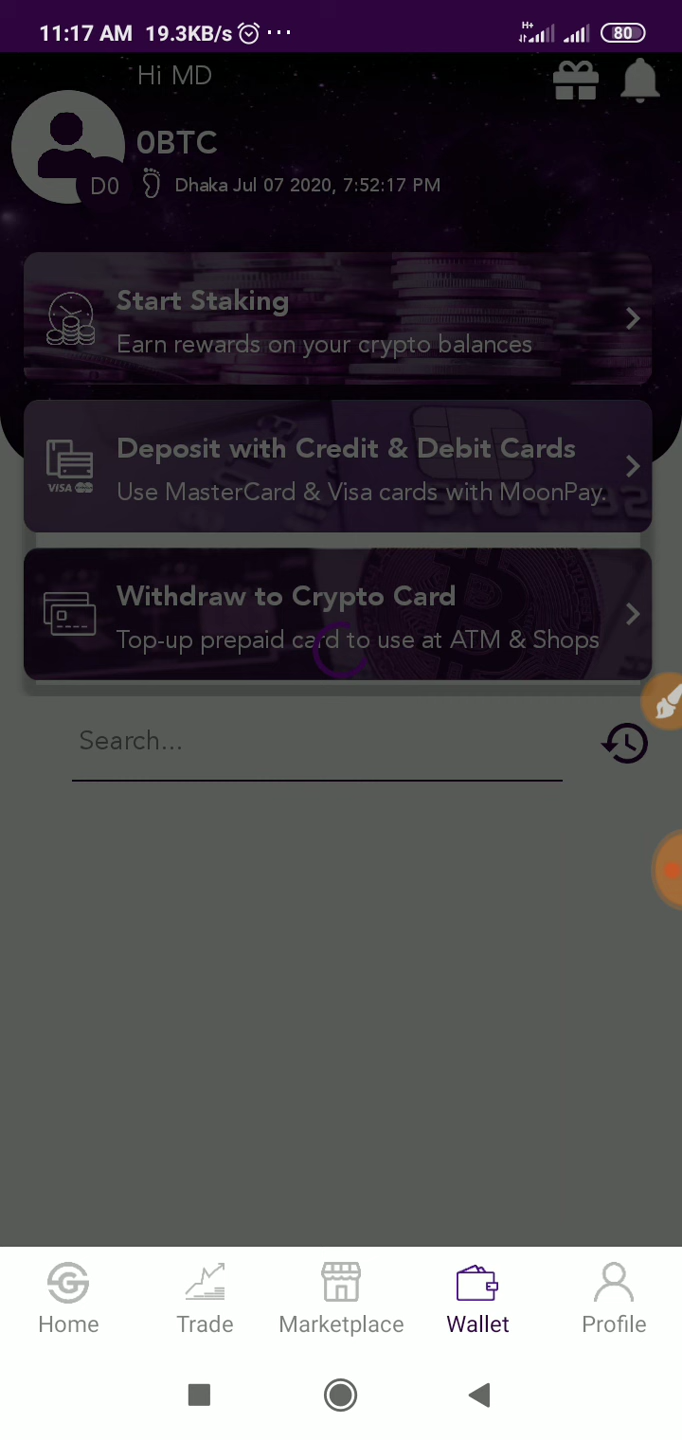 11:17 AM 19.3KB/s
H+
80
Hi MD
0BTC
D0
Dhaka Jul 07 2020, 7:52:17 PM
Start Staking
Earn rewards on your crypto balances
Deposit with Credit & Debit Cards
VISA
Use MasterCard & Visa cards with MoonPay.
Withdraw to Crypto Card
Top-up prepaid card to use at ATM & Shops
Search...
Home
Trade
Marketplace
Wallet
Profile